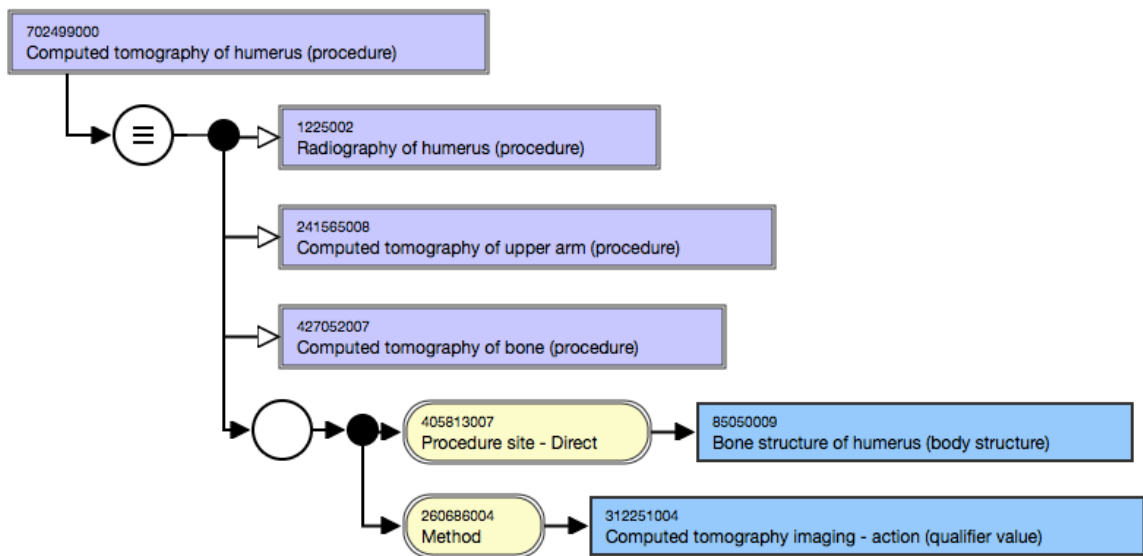 702499000
Computed tomography of humerus (procedure)
1225002
Radiography of humerus (procedure)
241565008
Computed tomography of upper arm (procedure)
427052007
Computed tomography of bone (procedure)
405813007
Procedure site - Direct
85050009
Bone structure of humerus (body structure)
260686004
Method
312251004
Computed tomography imaging - action (qualifier value)